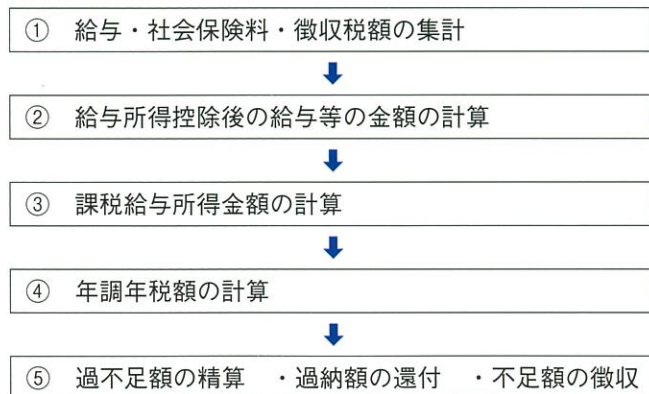 ① 給与・社会保険料・徴収税額の集計
② 給与所得控除後の給与等の金額の計算
③ 課税給与所得金額の計算
④ 年調年税額の計算
⑤ 過不足額の精算 ・過納額の還付 ・不足額の徴収